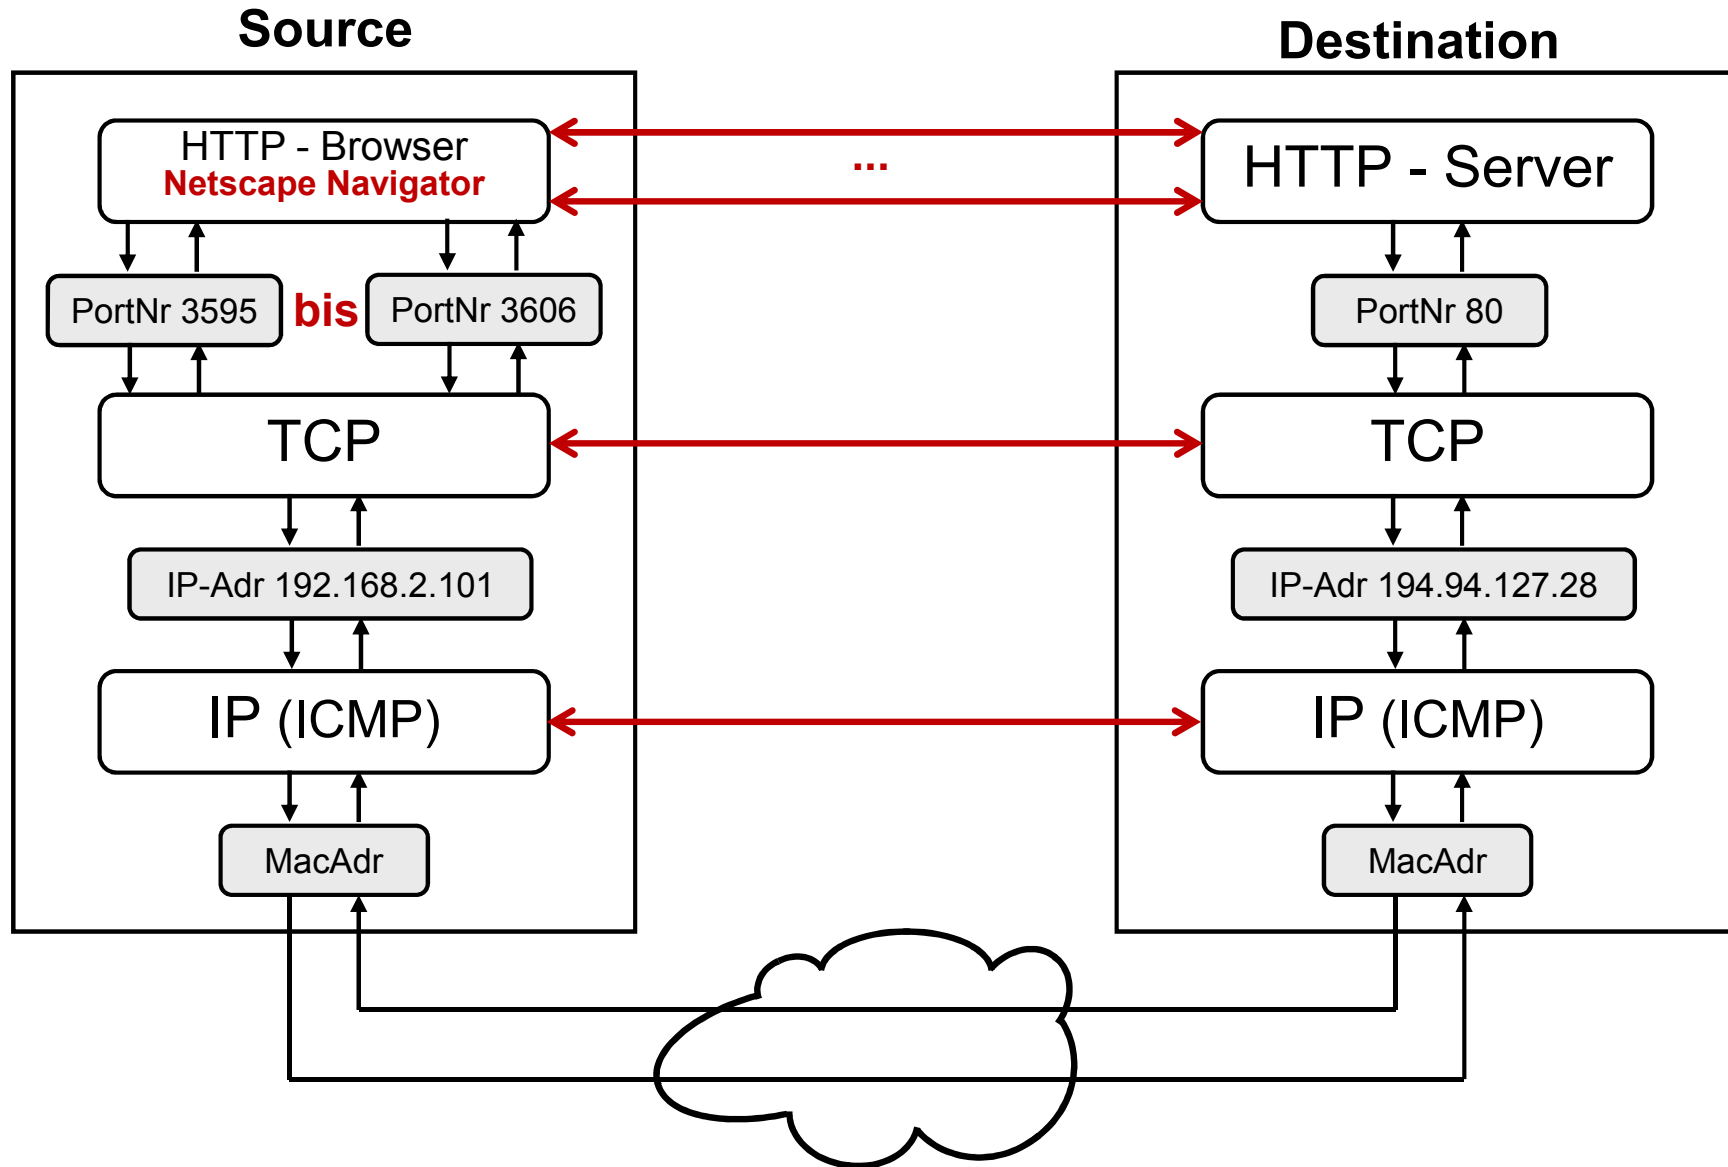 Source
Destination
HTTP - Browser
Netscape Navigator
...
HTTP - Server
PortNr 3595
bis
PortNr 3606
PortNr 80
TCP
TCP
IP-Adr 192.168.2.101
IP-Adr 194.94.127.28
IP (ICMP)
IP (ICMP)
MacAdr
MacAdr